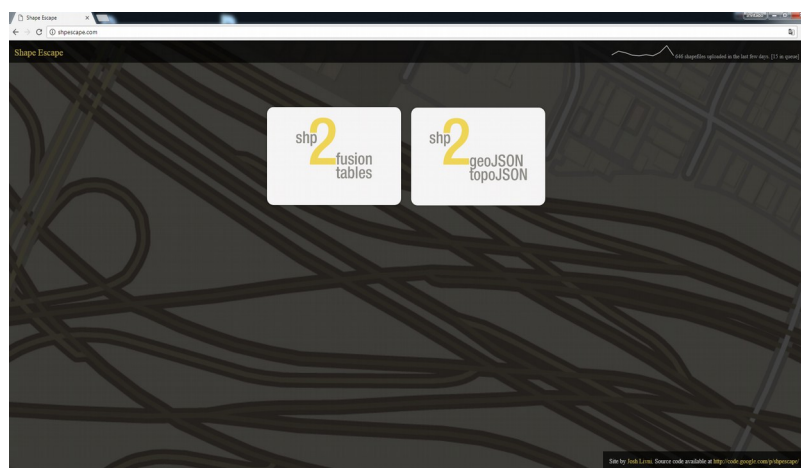 Shape Escape
shpescape.com
Shape Escape
646 shapefiles uploaded in the last few days. [15 in queue]
shp
2
fusion
tables
shp
2
geoJSON
topoJSON
Site by Josh Livni. Source code available at http://code.google.com/p/shpescape/